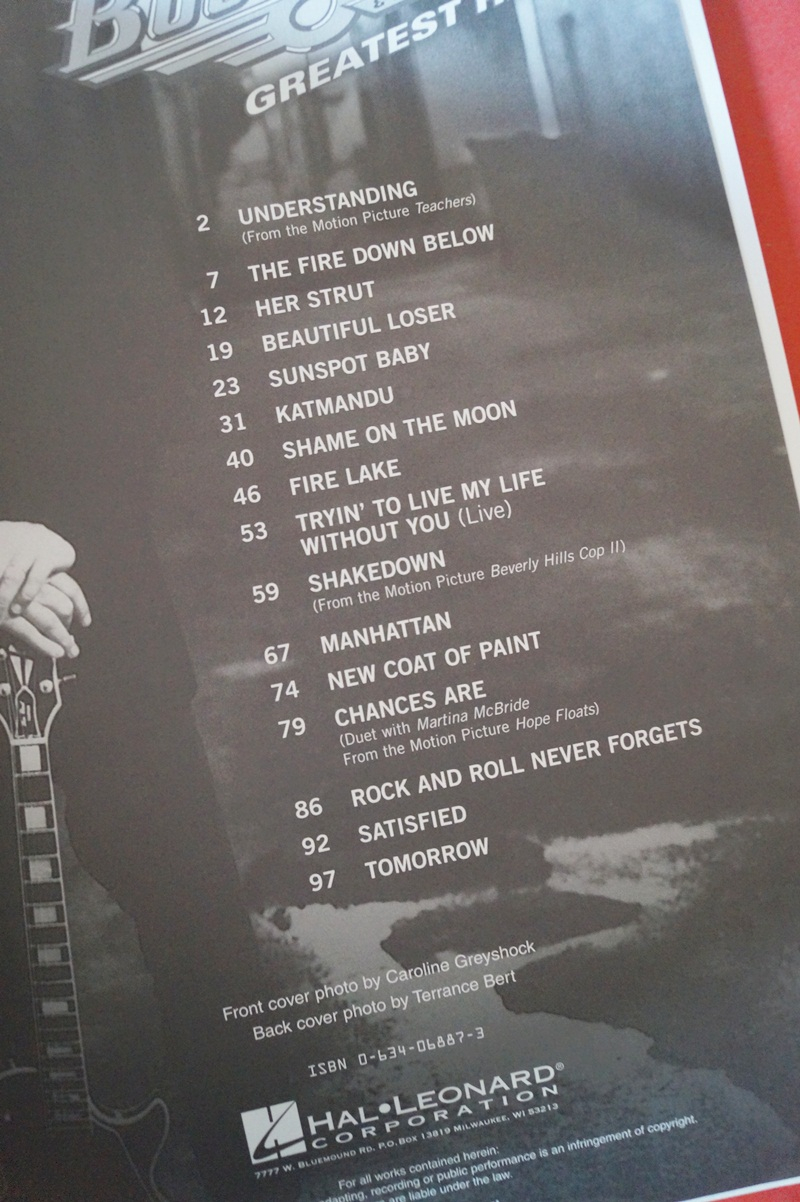 GREATEST
2 UNDERSTANDING
(From the Motion Picture Teachers)
7 THE FIRE DOWN BELOW
12 HER STRUT
19 BEAUTIFUL LOSER
23 SUNSPOT BABY
31 KATMANDU
40 SHAME ON THE MOON
46 FIRE LAKE
53 TRYIN' TO LIVE MY LIFE
WITHOUT YOU (Live)
59 SHAKEDOWN
(From the Motion Picture Beverly Hills Cop II)
67 MANHATTAN
74 NEW COAT OF PAINT
79 CHANCES ARE
(Duet with Martina McBride
From the Motion Picture Hope Floats)
86 ROCK AND ROLL NEVER FORGETS
92 SATISFIED
97 TOMORROW
Front cover photo by Caroline Greyshock
Back cover photo by Terrance Bert
ISBN 0-634-06887-3
HAL•LEONARD®
CORPORATION
7777 W. BLUEMOUND RD. P.O. BOX 13819 MILWAUKEE, WI 53213
For all works contained herein:
recording or public performance is an infringement of copyright.
are liable under the law.